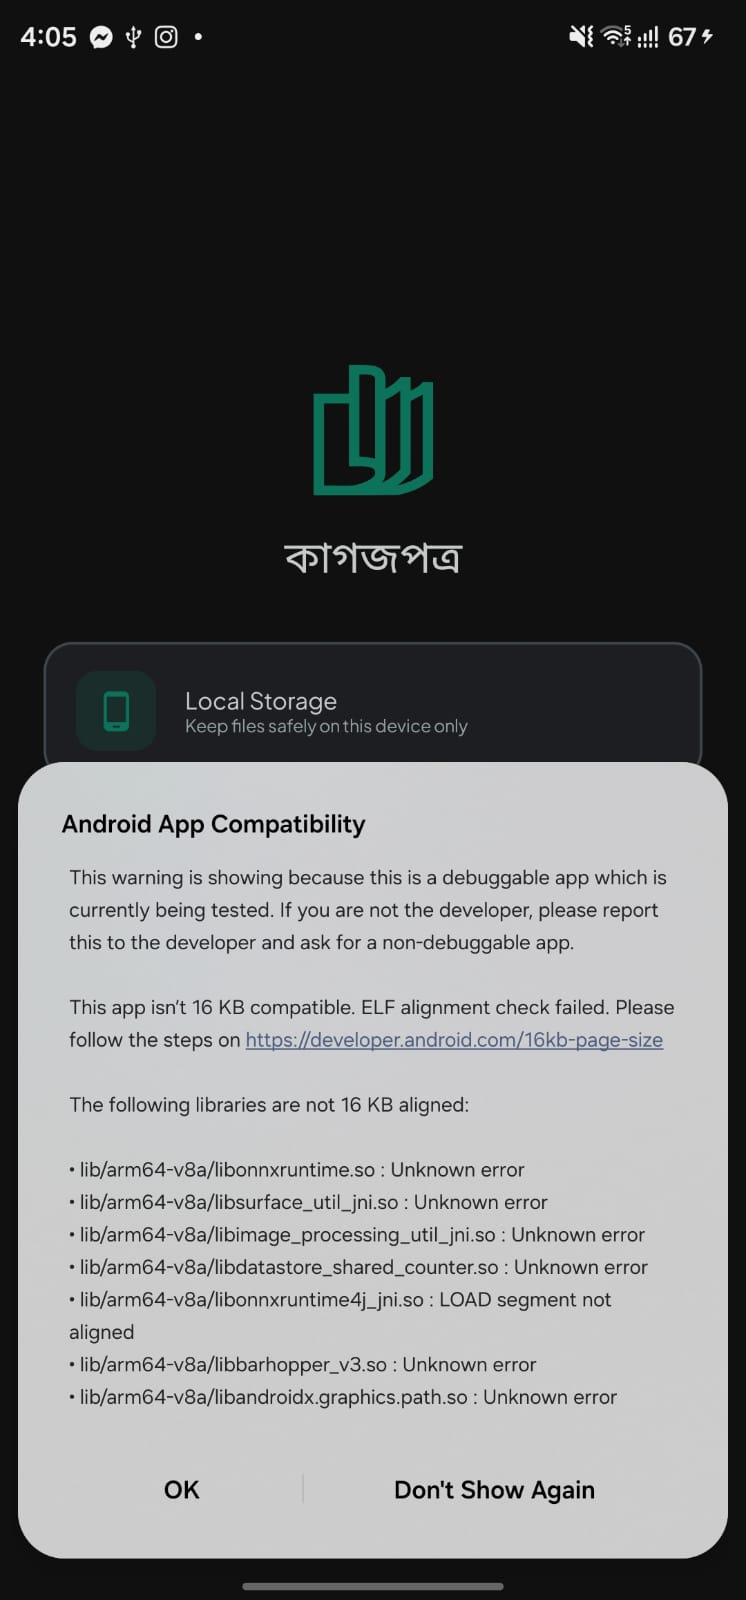 4:05
67
কাগজপত্র
Local Storage
Keep files safely on this device only
Android App Compatibility
This warning is showing because this is a debuggable app which is
currently being tested. If you are not the developer, please report
this to the developer and ask for a non-debuggable app.
This app isn't 16 KB compatible. ELF alignment check failed. Please
follow the steps on https://developer.android.com/16kb-page-size
The following libraries are not 16 KB aligned:
• lib/arm64-v8a/libonnxruntime.so : Unknown error
• lib/arm64-v8a/libsurface_util_jni.so : Unknown error
• lib/arm64-v8a/libimage_processing_util_jni.so : Unknown error
• lib/arm64-v8a/libdatastore_shared_counter.so : Unknown error
• lib/arm64-v8a/libonnxruntime4j_jni.so : LOAD segment not
aligned
• lib/arm64-v8a/libbarhopper_v3.so : Unknown error
• lib/arm64-v8a/libandroidx.graphics.path.so : Unknown error
OK
Don't Show Again